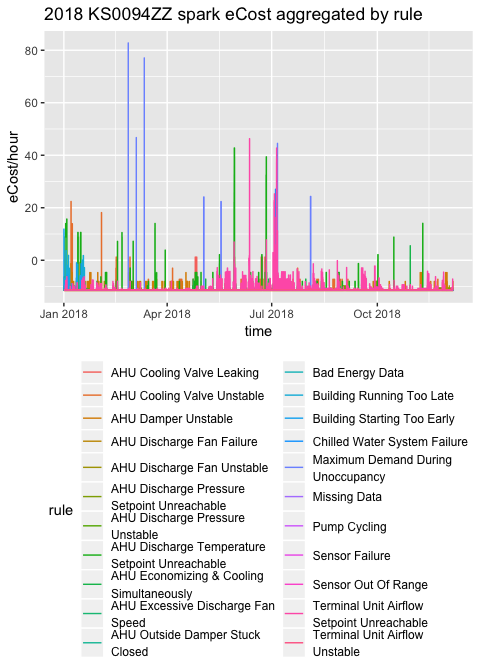 2018 KS0094ZZ spark eCost aggregated by rule
80
60
40
20
0
eCost/hour
Jan 2018
Apr 2018
Jul 2018
Oct 2018
time
rule
AHU Cooling Valve Leaking
AHU Cooling Valve Unstable
AHU Damper Unstable
AHU Discharge Fan Failure
AHU Discharge Fan Unstable
AHU Discharge Pressure
Setpoint Unreachable
AHU Discharge Pressure
Unstable
AHU Discharge Temperature
Setpoint Unreachable
AHU Economizing & Cooling
Simultaneously
AHU Excessive Discharge Fan
Speed
AHU Outside Damper Stuck
Closed
Bad Energy Data
Building Running Too Late
Building Starting Too Early
Chilled Water System Failure
Maximum Demand During
Unoccupancy
Missing Data
Pump Cycling
Sensor Failure
Sensor Out Of Range
Terminal Unit Airflow
Setpoint Unreachable
Terminal Unit Airflow
Unstable